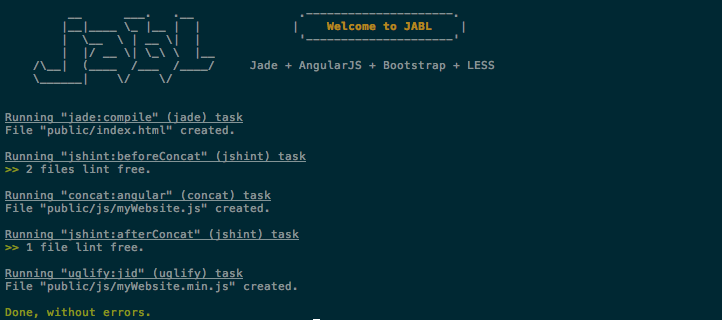 JABL
Welcome to JABL
Jade + AngularJS + Bootstrap + LESS
Running "jade:compile" (jade) task
File "public/index.html" created.
Running "jshint:beforeConcat" (jshint) task
>> 2 files lint free.
Running "concat:angular" (concat) task
File "public/js/myWebsite.js" created.
Running "jshint:afterConcat" (jshint) task
>> 1 file lint free.
Running "uglify:jid" (uglify) task
File "public/js/myWebsite.min.js" created.
Done, without errors.